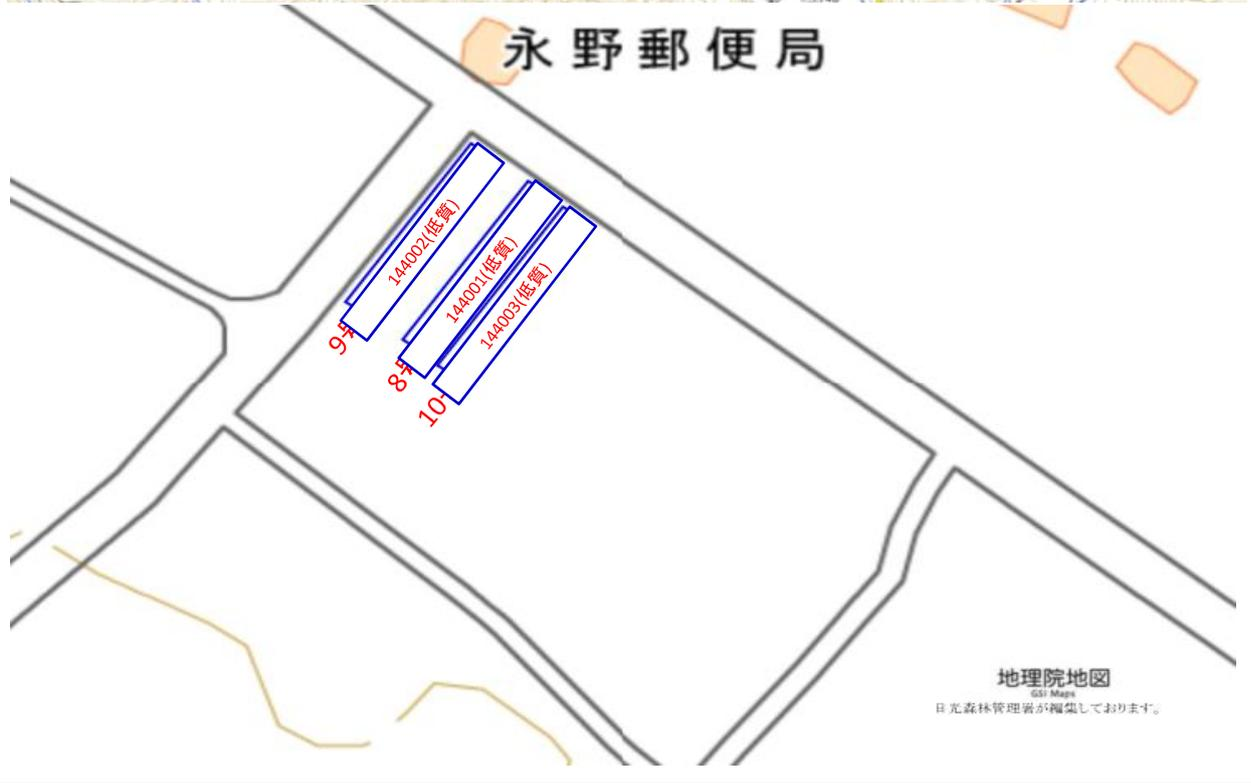 永野郵便局
144002(低質)
144001(低質)
144003(低質)
9
8
10
地理院地図
GSI Maps
日光森林管理署が編集しております。